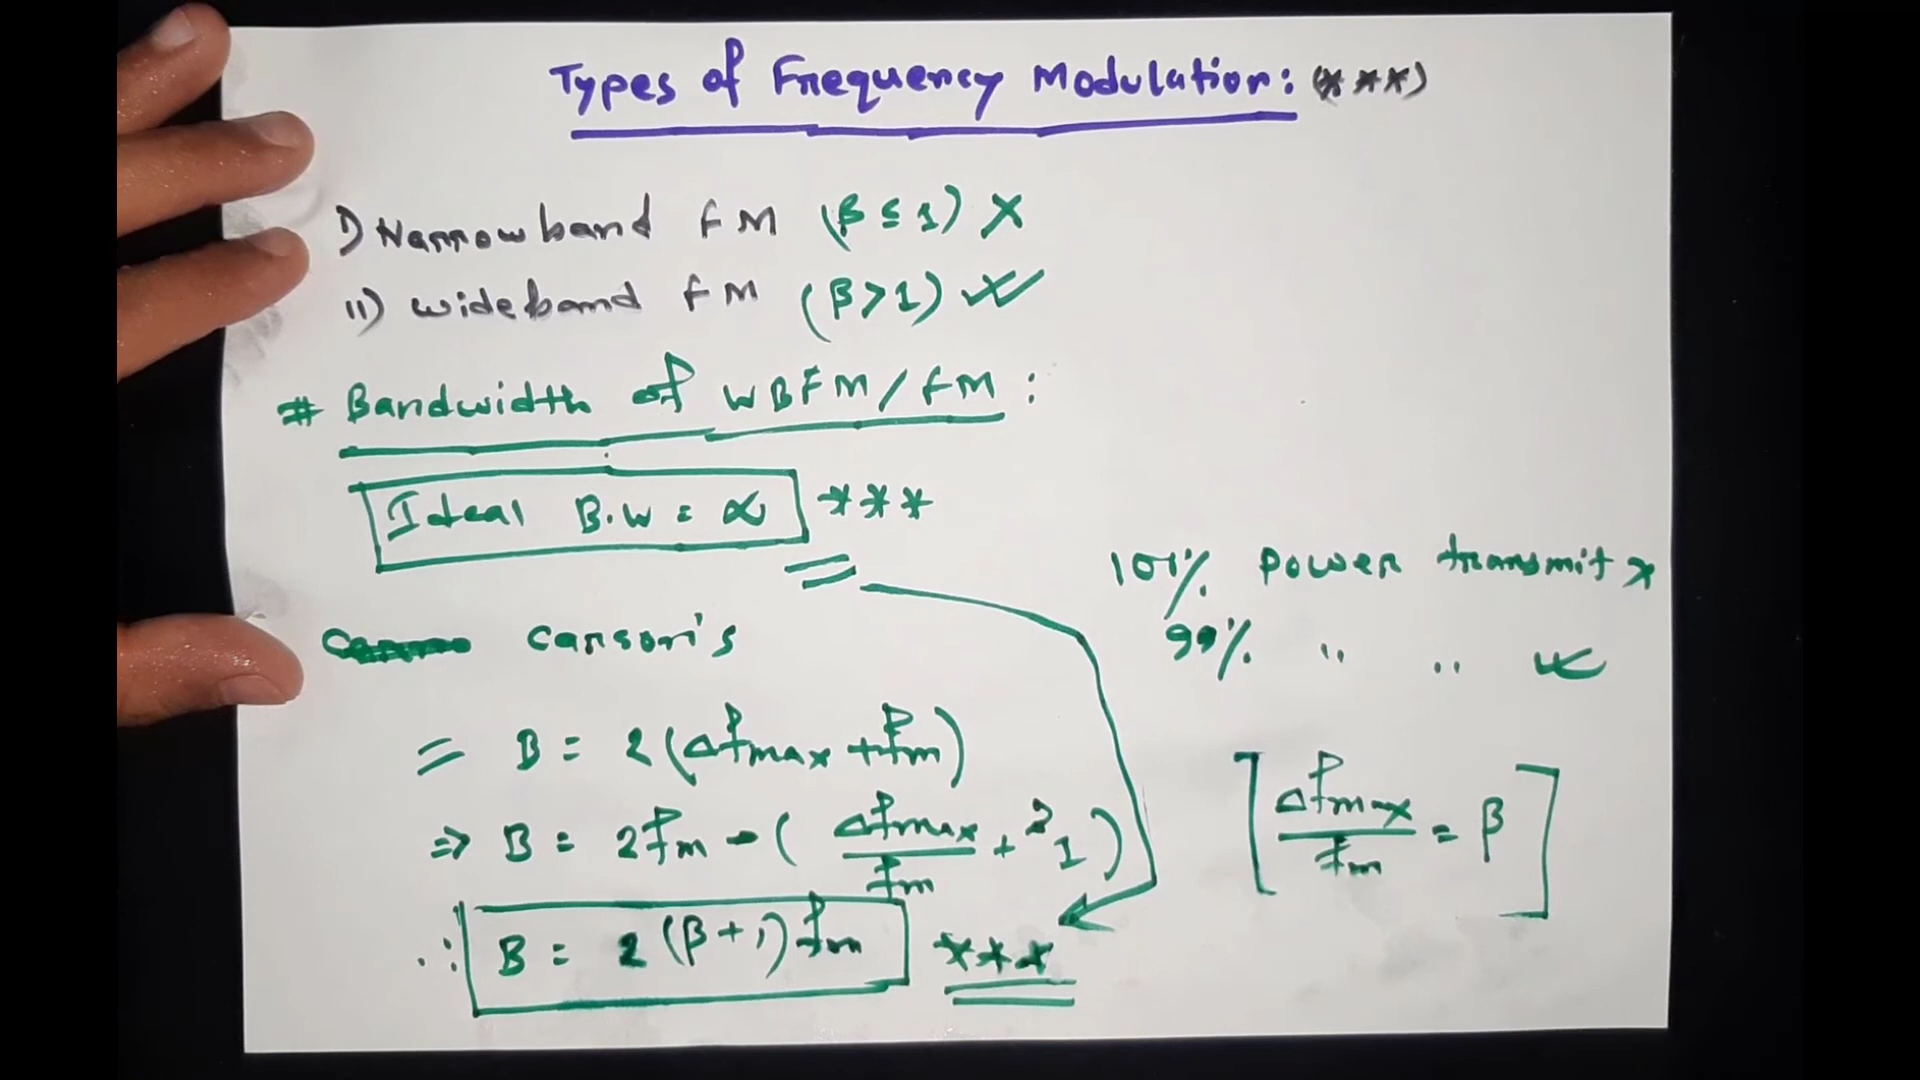 Types of Frequency Modulation: (***)
I) Narrowband FM (β ≤ 1) ×
II) wideband FM (β > 1) ✓
# Bandwidth of WBFM / FM :
Ideal B.W = ∝ ***
100% power transmit ×
99% " " ✓
Carson's
= B = 2 (Δfmax + fm)
⇒ B = 2fm - ( Δfmax / fm + 1 )
[ Δfmax / fm = β ]
∴ B = 2 (β + 1) fm ***